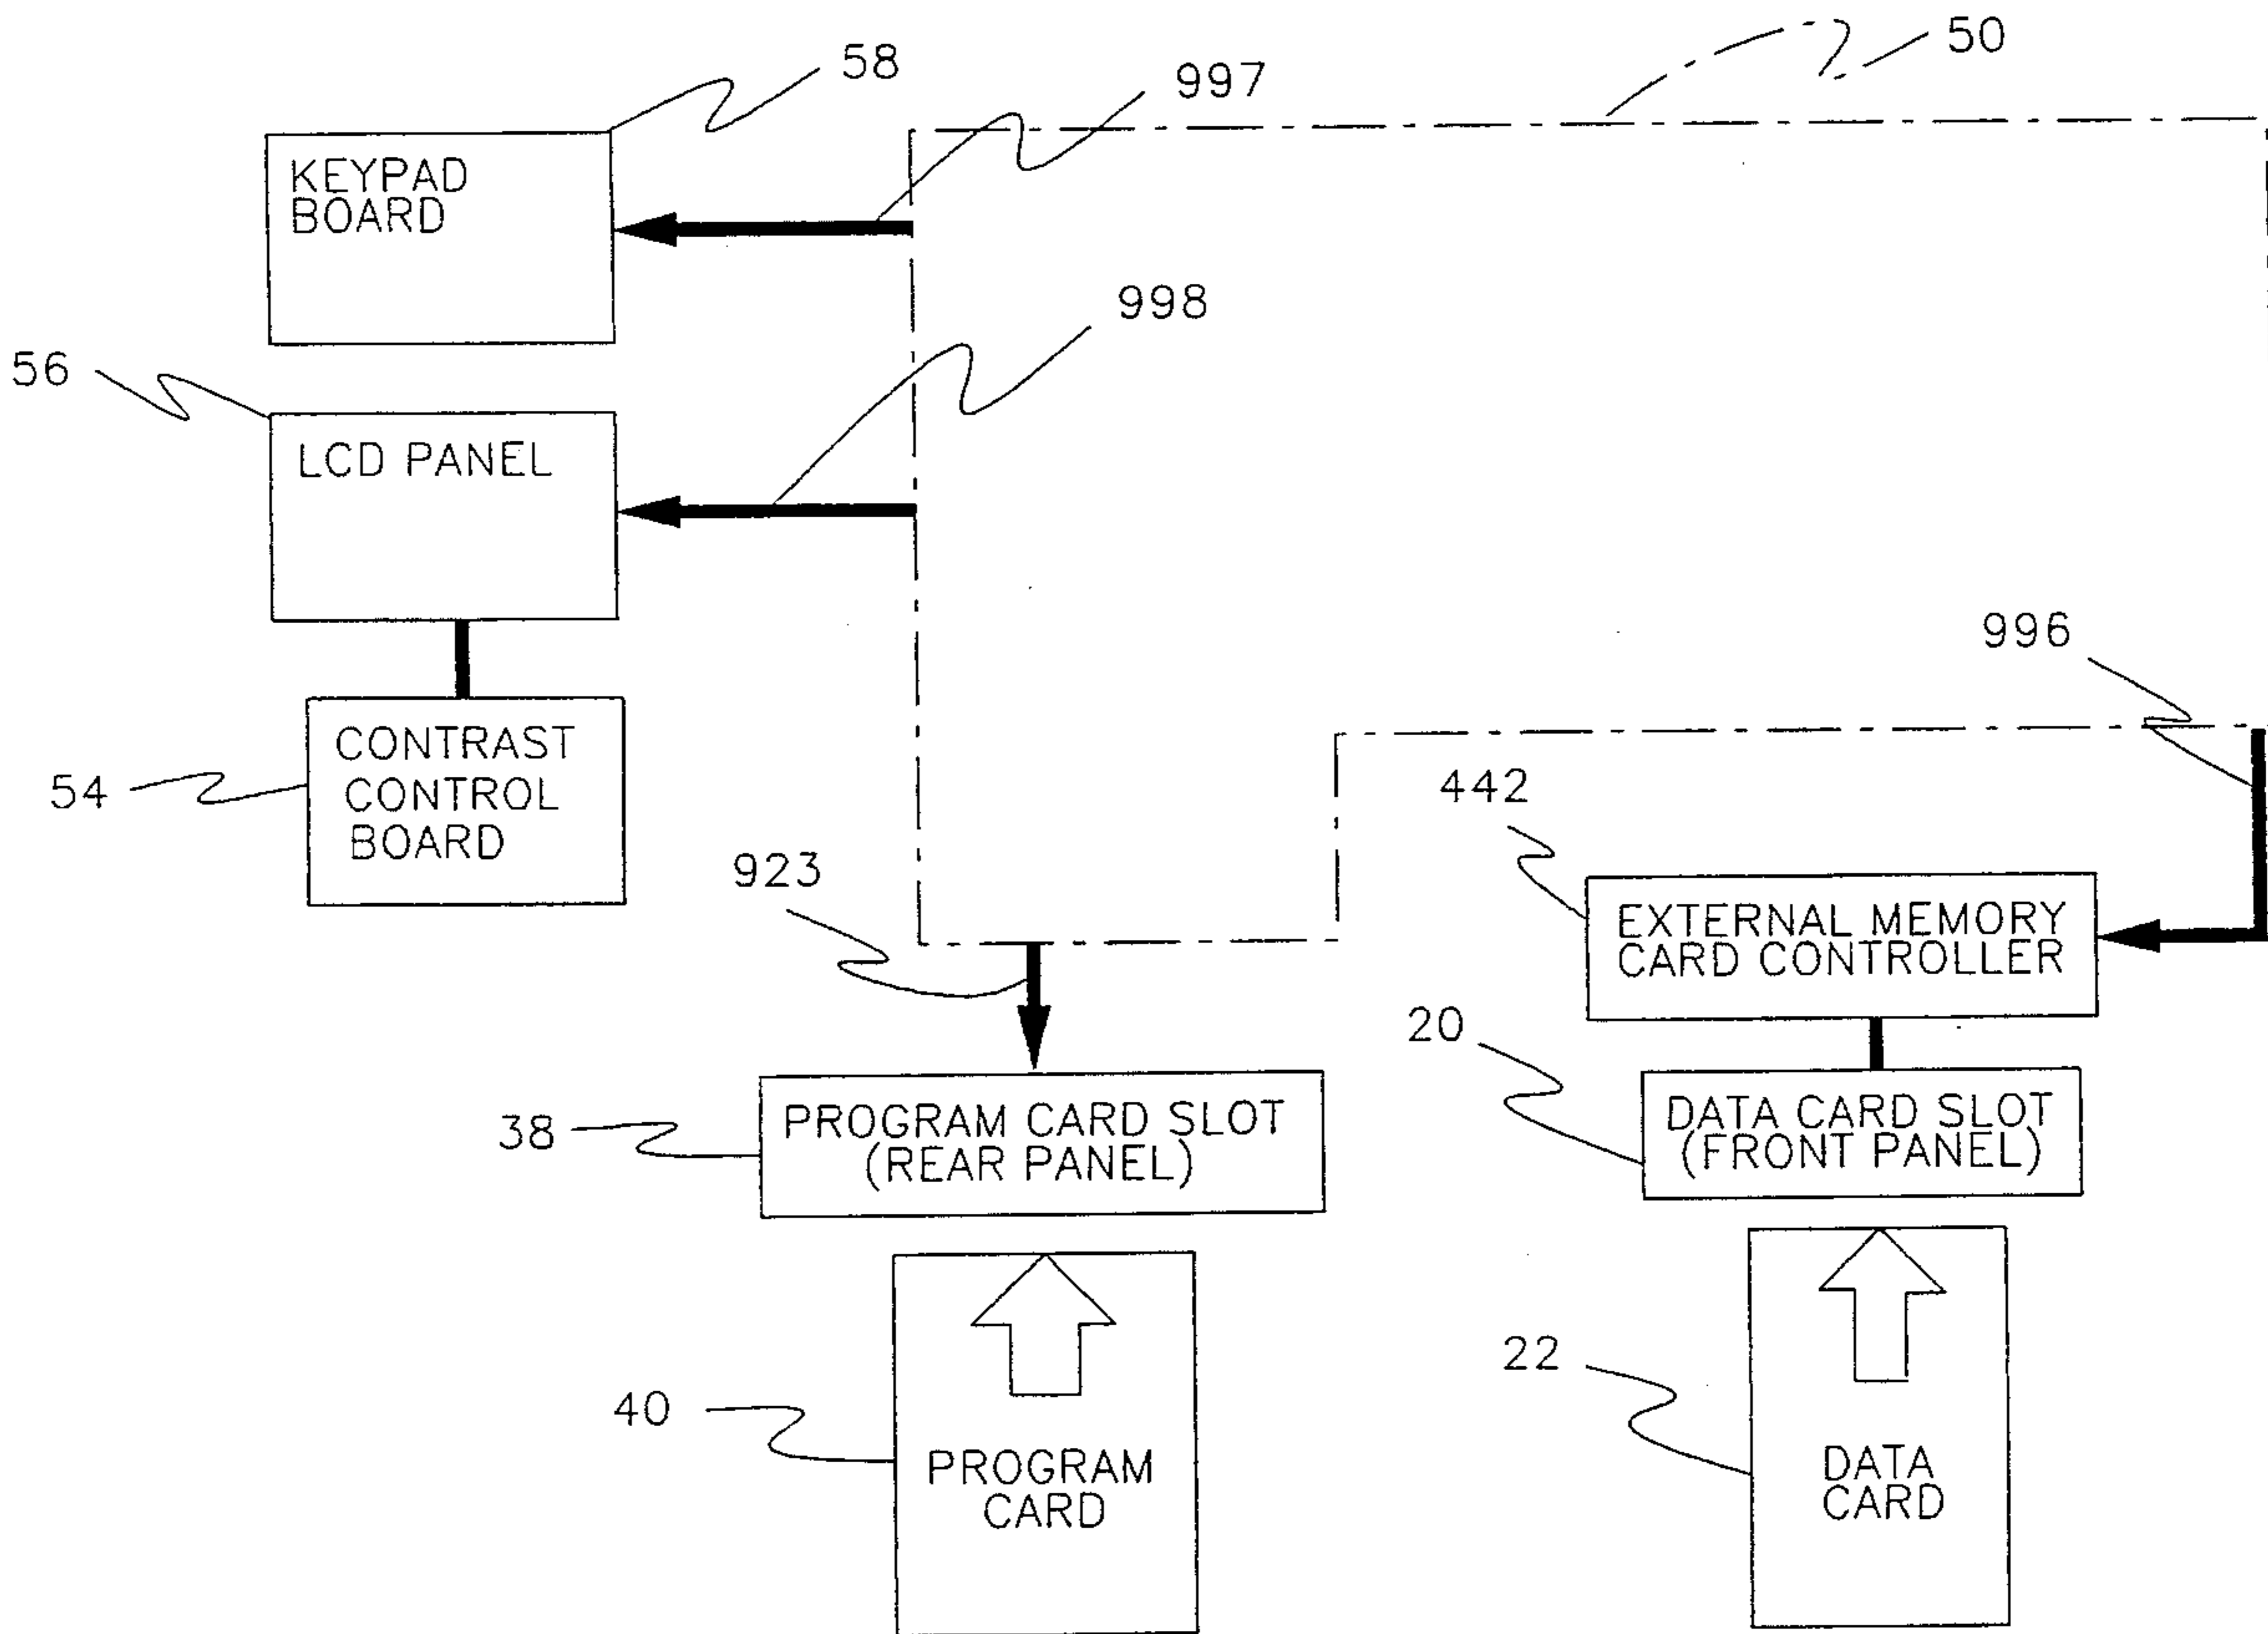 50
58
997
KEYPAD
BOARD
998
56
LCD PANEL
996
CONTRAST
CONTROL
BOARD
54
442
923
EXTERNAL MEMORY
CARD CONTROLLER
20
38
PROGRAM CARD SLOT
(REAR PANEL)
DATA CARD SLOT
(FRONT PANEL)
22
40
PROGRAM
CARD
DATA
CARD